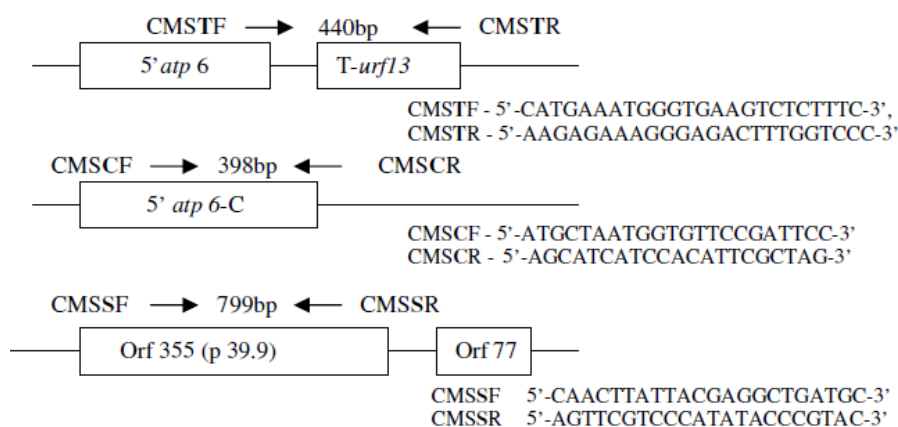 CMSTF 440bp CMSTR
5'atp 6 T-urf13
CMSTF - 5'-CATGAAATGGGTGAAGTCTCTTTC-3',
CMSTR - 5'-AAGAGAAAGGGAGACTTTGGTCCC-3'
CMSCF 398bp CMSCR
5' atp 6-C
CMSCF - 5'-ATGCTAATGGTGTTCCGATTCC-3'
CMSCR - 5'-AGCATCATCCACATTCGCTAG-3'
CMSSF 799bp CMSSR
Orf 355 (p 39.9) Orf 77
CMSSF 5'-CAACTTATTACGAGGCTGATGC-3'
CMSSR 5'-AGTTCGTCCCATATACCCGTAC-3'